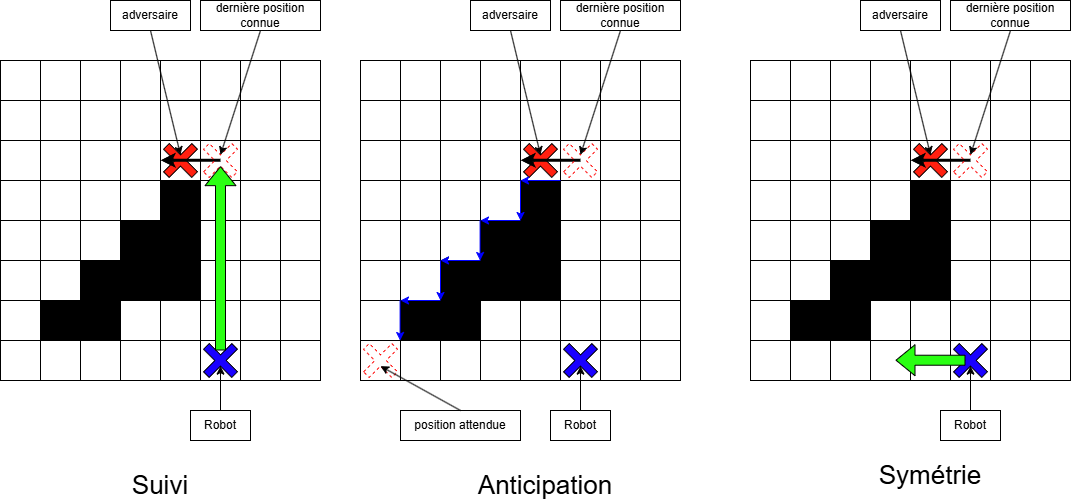 adversaire
dernière position
connue
Robot
Suivi
adversaire
dernière position
connue
position attendue
Robot
Anticipation
adversaire
dernière position
connue
Robot
Symétrie